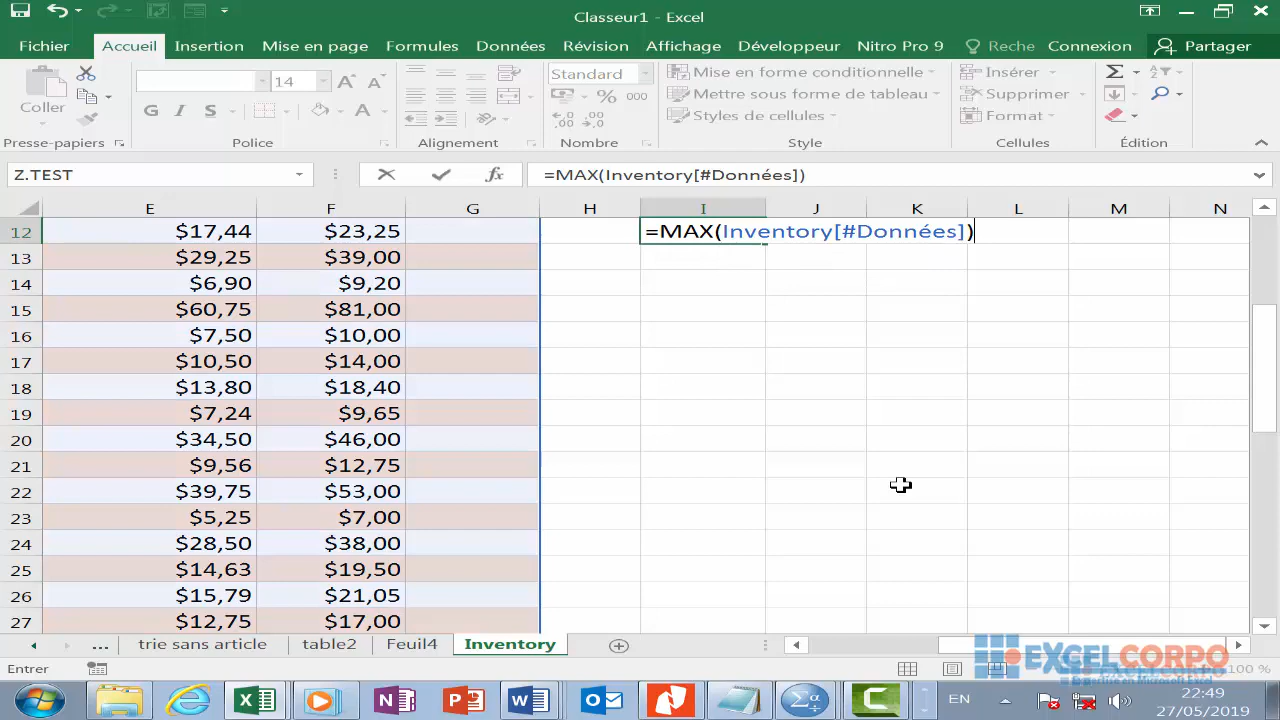 Classeur1 - Excel
Fichier Accueil Insertion Mise en page Formules Données Révision Affichage Développeur Nitro Pro 9 Reche Connexion Partager
Coller
14
G I S
A A
A
Standard
% 000
Mise en forme conditionnelle
Mettre sous forme de tableau
Styles de cellules
Insérer
Supprimer
Format
Σ
Presse-papiers Police Alignement Nombre Style Cellules Édition
Z.TEST fx =MAX(Inventory[#Données])
E F G H I J K L M N
12 $17,44 $23,25 =MAX(Inventory[#Données])
13 $29,25 $39,00
14 $6,90 $9,20
15 $60,75 $81,00
16 $7,50 $10,00
17 $10,50 $14,00
18 $13,80 $18,40
19 $7,24 $9,65
20 $34,50 $46,00
21 $9,56 $12,75
22 $39,75 $53,00
23 $5,25 $7,00
24 $28,50 $38,00
25 $14,63 $19,50
26 $15,79 $21,05
27 $12,75 $17,00
... trie sans article table2 Feuil4 Inventory
EXCELCORPO
Entrer 100 %
EN 22:49
27/05/2019